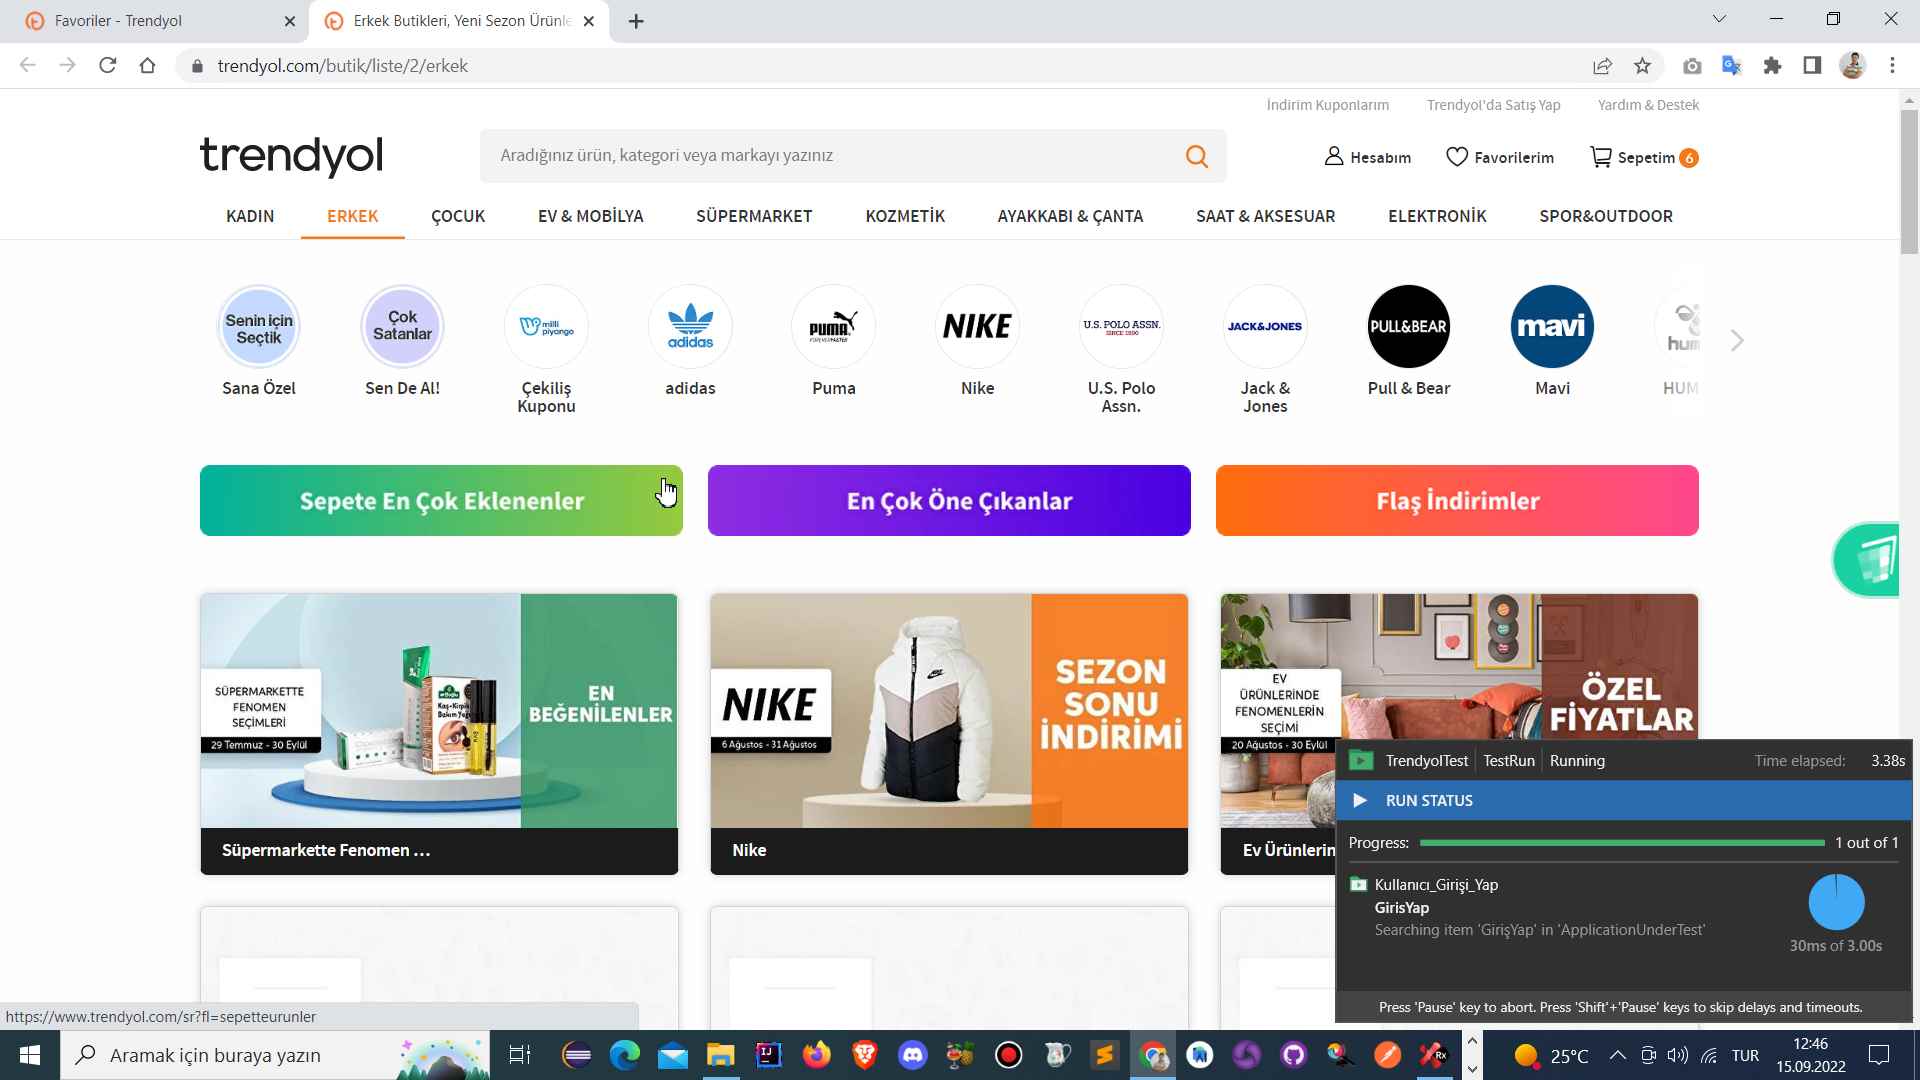 Favoriler - Trendyol
Erkek Butikleri, Yeni Sezon Ürünle
trendyol.com/butik/liste/2/erkek
İndirim Kuponlarım
Trendyol'da Satış Yap
Yardım & Destek
trendyol
Aradığınız ürün, kategori veya markayı yazınız
Hesabım
Favorilerim
Sepetim 6
KADIN
ERKEK
ÇOCUK
EV & MOBİLYA
SÜPERMARKET
KOZMETİK
AYAKKABI & ÇANTA
SAAT & AKSESUAR
ELEKTRONİK
SPOR&OUTDOOR
Senin için
Seçtik
Çok
Satanlar
milli
piyango
adidas
PUMA
FOREVER FASTER
NIKE
U.S. POLO ASSN.
SINCE 1890
JACK&JONES
PULL&BEAR
mavi
hum
Sana Özel
Sen De Al!
Çekiliş
Kuponu
adidas
Puma
Nike
U.S. Polo
Assn.
Jack &
Jones
Pull & Bear
Mavi
HUM
Sepete En Çok Eklenenler
En Çok Öne Çıkanlar
Flaş İndirimler
SÜPERMARKETTE
FENOMEN
SEÇİMLERİ
29 Temmuz - 30 Eylül
Kaş-Kirpik
Bakım Yağı
EN
BEĞENİLENLER
Süpermarkette Fenomen ...
NIKE
6 Ağustos - 31 Ağustos
SEZON
SONU
İNDİRİMİ
Nike
EV
ÜRÜNLERİNDE
FENOMENLERİN
SEÇİMİ
20 Ağustos - 30 Eylül
ÖZEL
FİYATLAR
Ev Ürünlerin
TrendyolTest
TestRun
Running
Time elapsed:
3.38s
RUN STATUS
Progress:
1 out of 1
Kullanıcı_Girişi_Yap
GirisYap
Searching item 'GirişYap' in 'ApplicationUnderTest'
30ms of 3.00s
Press 'Pause' key to abort. Press 'Shift'+'Pause' keys to skip delays and timeouts.
https://www.trendyol.com/sr?fl=sepetteurunler
Aramak için buraya yazın
25°C
TUR
12:46
15.09.2022